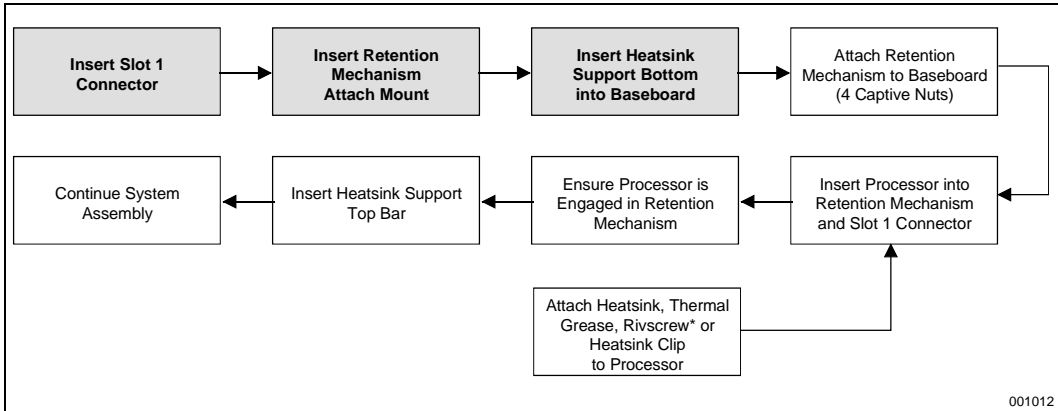 Insert Slot 1
Connector
Insert Retention
Mechanism
Attach Mount
Insert Heatsink
Support Bottom
into Baseboard
Attach Retention
Mechanism to Baseboard
(4 Captive Nuts)
Continue System
Assembly
Insert Heatsink Support
Top Bar
Ensure Processor is
Engaged in Retention
Mechanism
Insert Processor into
Retention Mechanism
and Slot 1 Connector
Attach Heatsink, Thermal
Grease, Rivscrew* or
Heatsink Clip
to Processor
001012